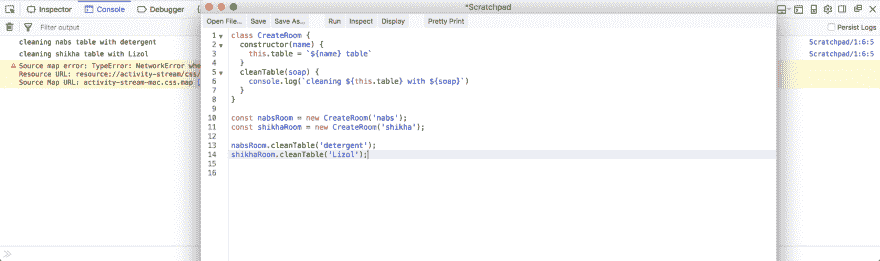 Inspector Console Debugger
*Scratchpad
Persist Logs
Filter output
Open File... Save Save As... Run Inspect Display Pretty Print
cleaning nabs table with detergent Scratchpad/1:6:5
cleaning shikha table with Lizol Scratchpad/1:6:5
Source map error: TypeError: NetworkError whe
Resource URL: resource://activity-stream/css/
Source Map URL: activity-stream-mac.css.map
1 class CreateRoom {
2 constructor(name) {
3 this.table = `${name} table`
4 }
5 cleanTable(soap) {
6 console.log(`cleaning ${this.table} with ${soap}`)
7 }
8 }
9
10 const nabsRoom = new CreateRoom('nabs');
11 const shikhaRoom = new CreateRoom('shikha');
12
13 nabsRoom.cleanTable('detergent');
14 shikhaRoom.cleanTable('Lizol');
15
16